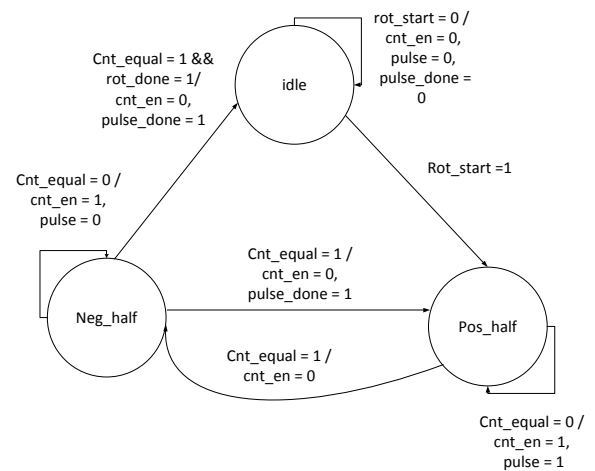 rot_start = 0 /
cnt_en = 0,
pulse = 0,
pulse_done =
0
Cnt_equal = 1 &&
rot_done = 1/
cnt_en = 0,
pulse_done = 1
idle
Rot_start =1
Cnt_equal = 0 /
cnt_en = 1,
pulse = 0
Cnt_equal = 1 /
cnt_en = 0,
pulse_done = 1
Neg_half
Pos_half
Cnt_equal = 1 /
cnt_en = 0
Cnt_equal = 0 /
cnt_en = 1,
pulse = 1